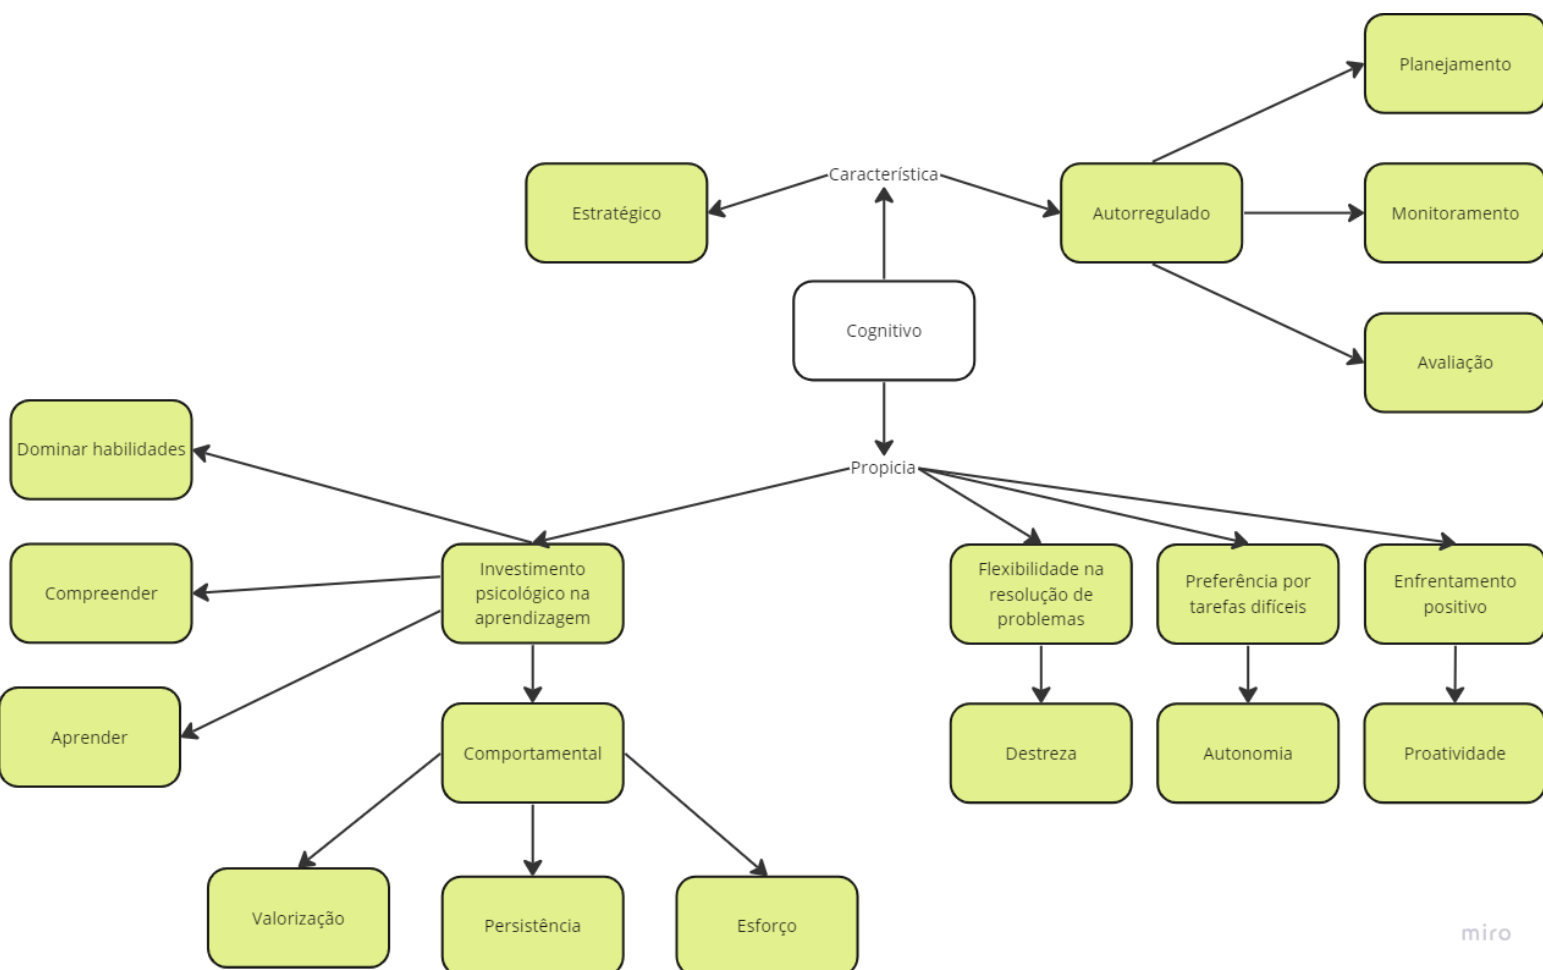 Planejamento
Característica
Estratégico
Autorregulado
Monitoramento
Cognitivo
Avaliação
Dominar habilidades
Propicia
Compreender
Investimento
psicológico na
aprendizagem
Flexibilidade na
resolução de
problemas
Preferência por
tarefas difíceis
Enfrentamento
positivo
Aprender
Comportamental
Destreza
Autonomia
Proatividade
Valorização
Persistência
Esforço
miro